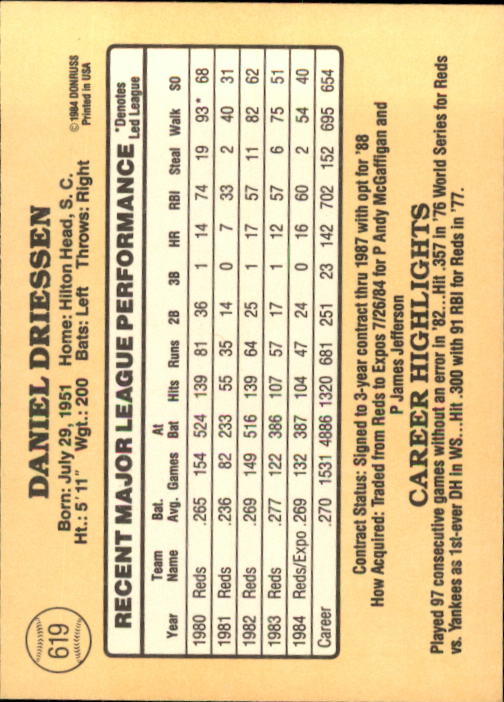 619
DANIEL DRIESSEN
© 1984 DONRUSS
Printed in USA
Born: July 29, 1951 Home: Hilton Head, S. C.
Ht.: 5'11" Wgt.: 200 Bats: Left Throws: Right
RECENT MAJOR LEAGUE PERFORMANCE *Denotes Led League
Year Team Name Bat. Avg. Games At Bat Hits Runs 2B 3B HR RBI Steal Walk SO
1980 Reds .265 154 524 139 81 36 1 14 74 19 93* 68
1981 Reds .236 82 233 55 35 14 0 7 33 2 40 31
1982 Reds .269 149 516 139 64 25 1 17 57 11 82 62
1983 Reds .277 122 386 107 57 17 1 12 57 6 75 51
1984 Reds/Expo .269 132 387 104 47 24 0 16 60 2 54 40
Career .270 1531 4886 1320 681 251 23 142 702 152 695 654
Contract Status: Signed to 3-year contract thru 1987 with opt for '88
How Acquired: Traded from Reds to Expos 7/26/84 for P Andy McGaffigan and
P James Jefferson
CAREER HIGHLIGHTS
Played 97 consecutive games without an error in '82...Hit .357 in '76 World Series for Reds
vs. Yankees as 1st-ever DH in WS...Hit .300 with 91 RBI for Reds in '77.